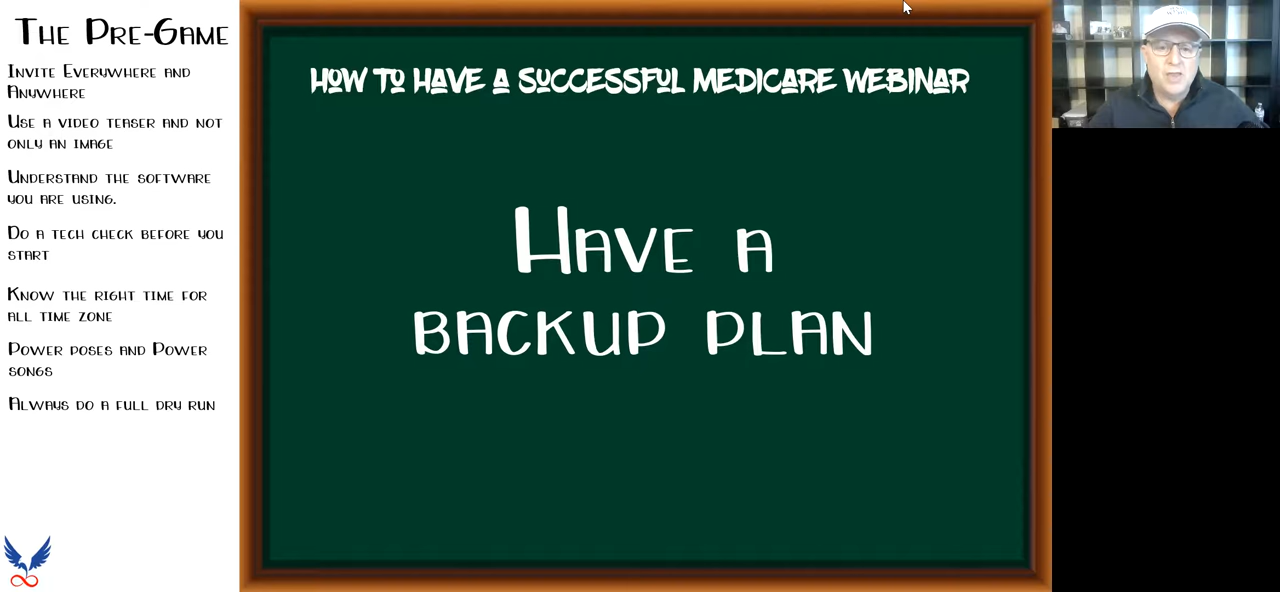 The Pre-Game
Invite Everywhere and
Anywhere
Use a video teaser and not
only an image
Understand the software
you are using.
Do a tech check before you
start
Know the right time for
all time zone
Power poses and Power
songs
Always do a full dry run
HOW TO HAVE A SUCCESSFUL MEDICARE WEBINAR
Have a
backup plan